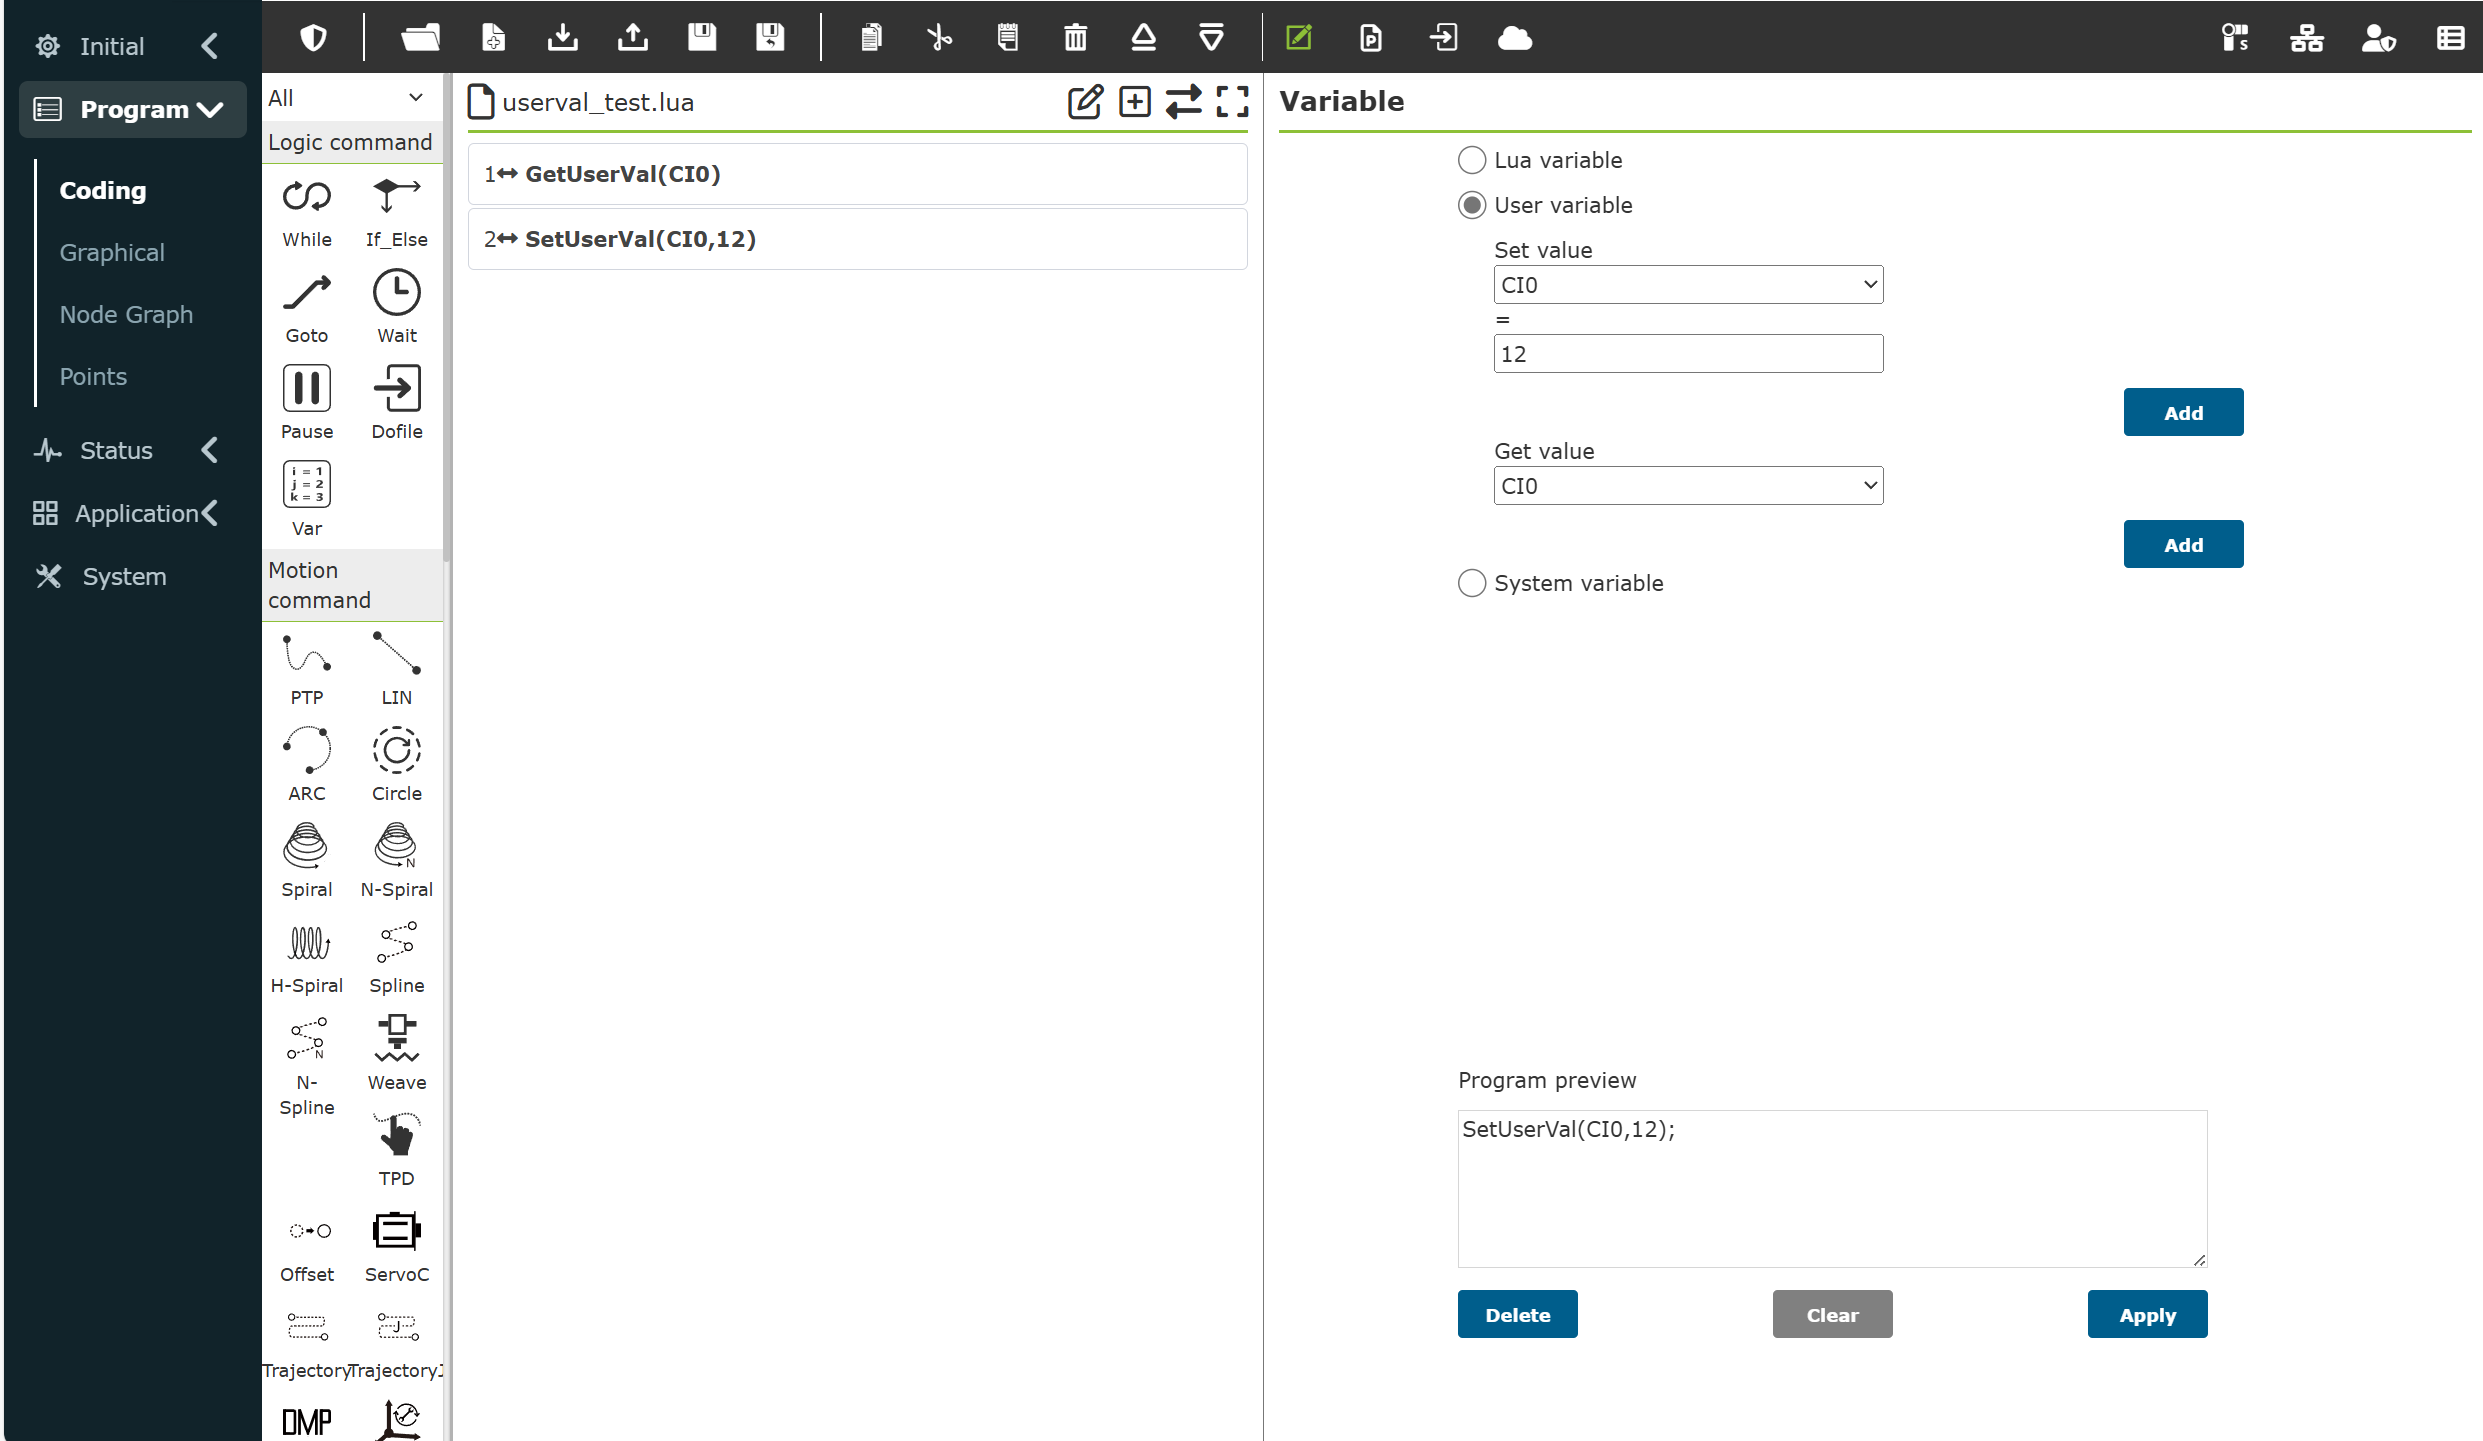 Initial
Program
Coding
Graphical
Node Graph
Points
Status
Application
System
S
All
Logic command
While
If_Else
Goto
Wait
Pause
Dofile
i = 1
j = 2
k = 3
Var
Motion
command
PTP
LIN
ARC
Circle
Spiral
N
N-Spiral
H-Spiral
Spline
N
N-
Spline
Weave
TPD
Offset
ServoC
Trajectory
J
TrajectoryJ
DMP
userval_test.lua
1 GetUserVal(CI0)
2 SetUserVal(CI0,12)
Variable
Lua variable
User variable
Set value
CI0
=
12
Add
Get value
CI0
Add
System variable
Program preview
SetUserVal(CI0,12);
Delete
Clear
Apply
P